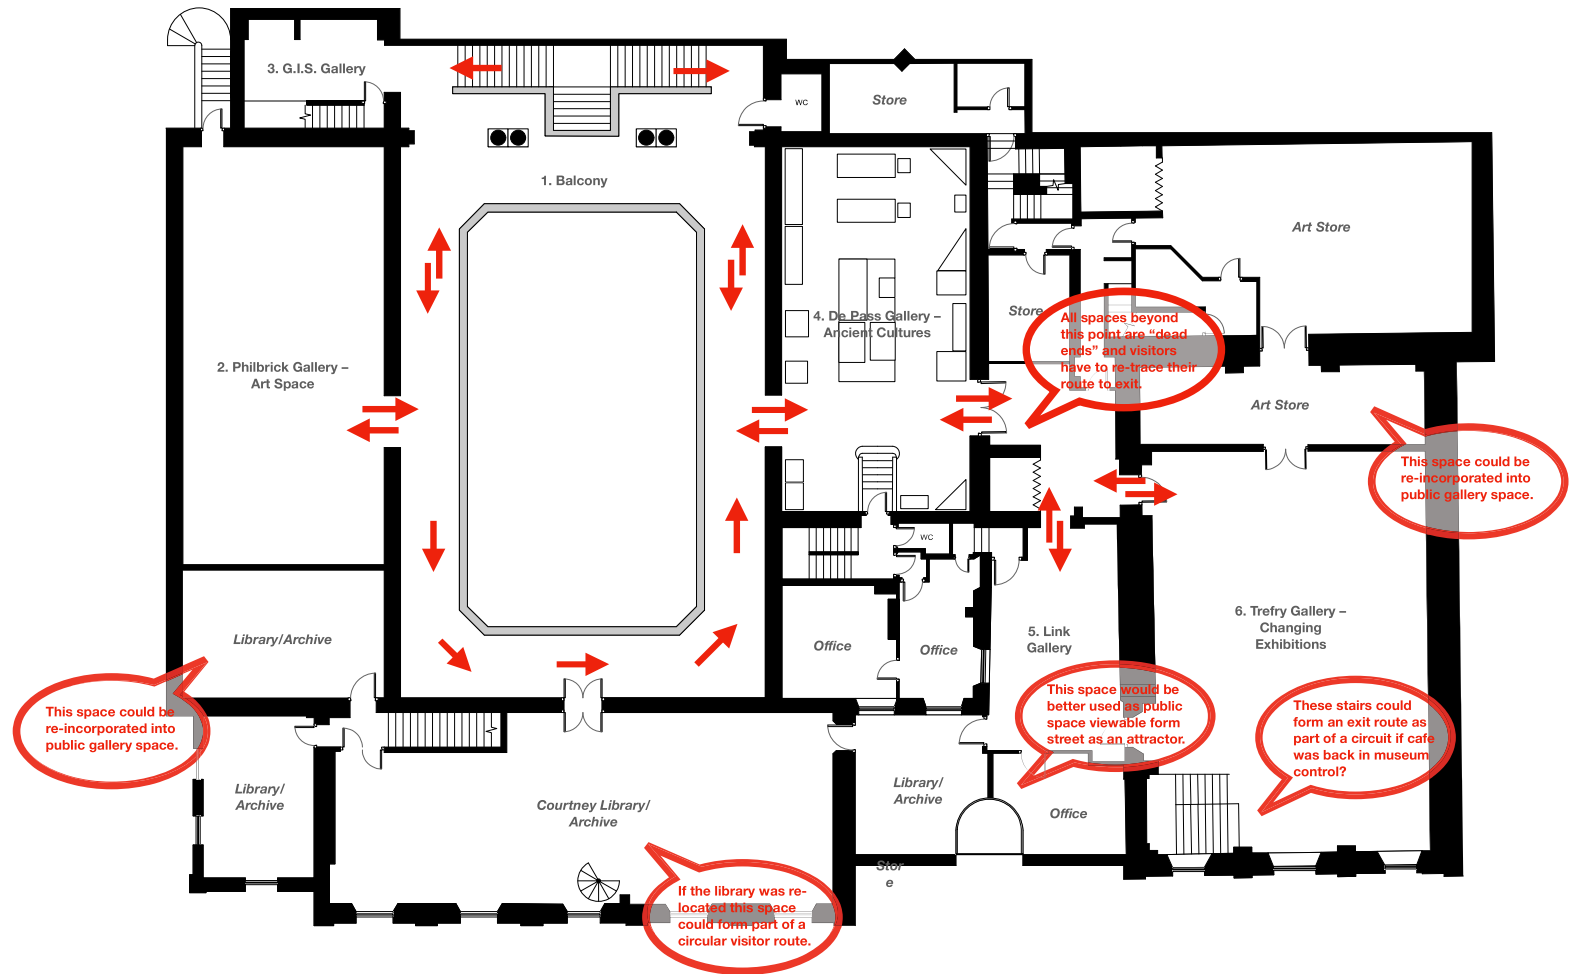 3. G.I.S. Gallery
WC
Store
1. Balcony
Art Store
Store
4. De Pass Gallery –
Ancient Cultures
All spaces beyond
this point are “dead
ends” and visitors
have to re-trace their
route to exit.
2. Philbrick Gallery –
Art Space
Art Store
This space could be
re-incorporated into
public gallery space.
WC
Library/Archive
Office
Office
5. Link
Gallery
6. Trefry Gallery –
Changing
Exhibitions
This space could be
re-incorporated into
public gallery space.
This space would be
better used as public
space viewable form
street as an attractor.
These stairs could
form an exit route as
part of a circuit if cafe
was back in museum
control?
Library/
Archive
Courtney Library/
Archive
Library/
Archive
Office
Stor
e
If the library was re-
located this space
could form part of a
circular visitor route.